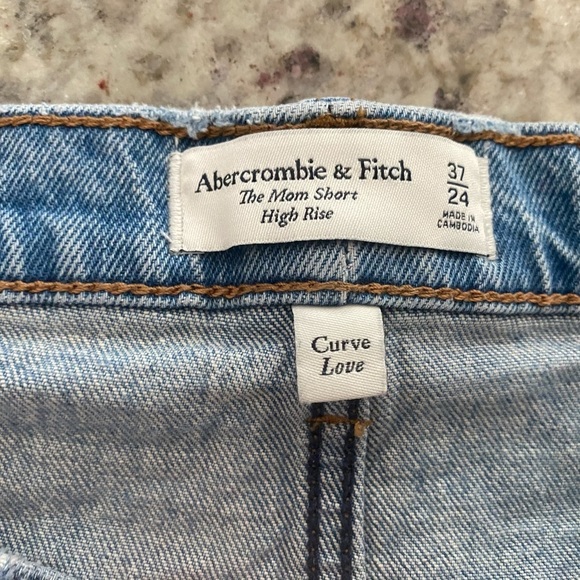 Abercrombie & Fitch
The Mom Short
High Rise
37
24
MADE IN
CAMBODIA
Curve
Love